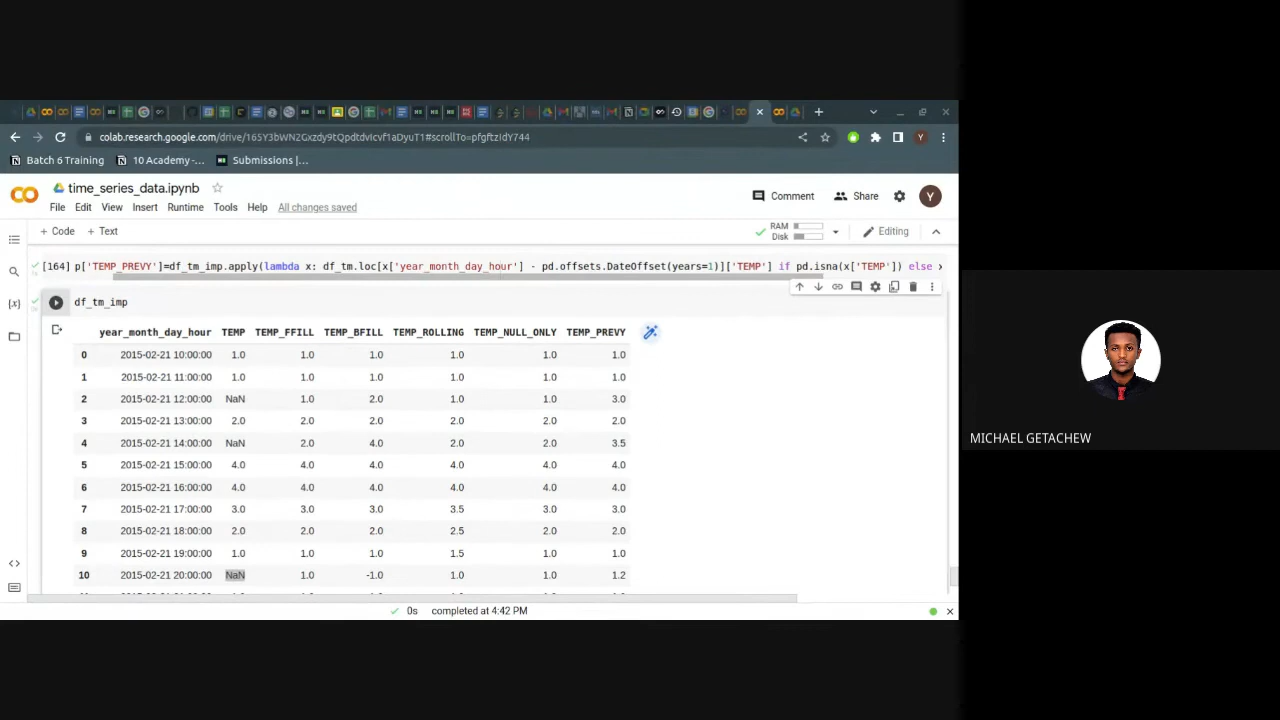 colab.research.google.com/drive/165Y3bWN2Gxzdy9tQpdtdvIcvf1aDyuT1#scrollTo=pfgftzIdY744
Batch 6 Training 10 Academy -... Submissions |...
time_series_data.ipynb
Comment Share Y
File Edit View Insert Runtime Tools Help All changes saved
+ Code + Text RAM Disk Editing
[164] p['TEMP_PREVY']=df_tm_imp.apply(lambda x: df_tm.loc[x['year_month_day_hour'] - pd.offsets.DateOffset(years=1)]['TEMP'] if pd.isna(x['TEMP']) else x
df_tm_imp
year_month_day_hour TEMP TEMP_FFILL TEMP_BFILL TEMP_ROLLING TEMP_NULL_ONLY TEMP_PREVY
0 2015-02-21 10:00:00 1.0 1.0 1.0 1.0 1.0 1.0
1 2015-02-21 11:00:00 1.0 1.0 1.0 1.0 1.0 1.0
2 2015-02-21 12:00:00 NaN 1.0 2.0 1.0 1.0 3.0
3 2015-02-21 13:00:00 2.0 2.0 2.0 2.0 2.0 2.0
4 2015-02-21 14:00:00 NaN 2.0 4.0 2.0 2.0 3.5
5 2015-02-21 15:00:00 4.0 4.0 4.0 4.0 4.0 4.0
6 2015-02-21 16:00:00 4.0 4.0 4.0 4.0 4.0 4.0
7 2015-02-21 17:00:00 3.0 3.0 3.0 3.5 3.0 3.0
8 2015-02-21 18:00:00 2.0 2.0 2.0 2.5 2.0 2.0
9 2015-02-21 19:00:00 1.0 1.0 1.0 1.5 1.0 1.0
10 2015-02-21 20:00:00 NaN 1.0 -1.0 1.0 1.0 1.2
0s completed at 4:42 PM
MICHAEL GETACHEW